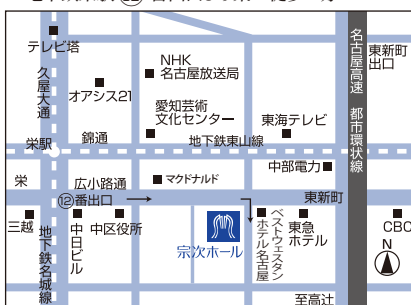 テレビ塔
NHK
名古屋放送局
オアシス21
愛知芸術
文化センター
東海テレビ
久屋大通
錦通
地下鉄東山線
栄駅
名古屋高速 都市環状線
東新町
出口
中部電力
栄
広小路通
マクドナルド
⑫番出口
東新町
三越
中日ビル
中区役所
宗次ホール
ベストウェスタン
ホテル名古屋
東急
ホテル
CBC
N
地下鉄名城線
至高辻